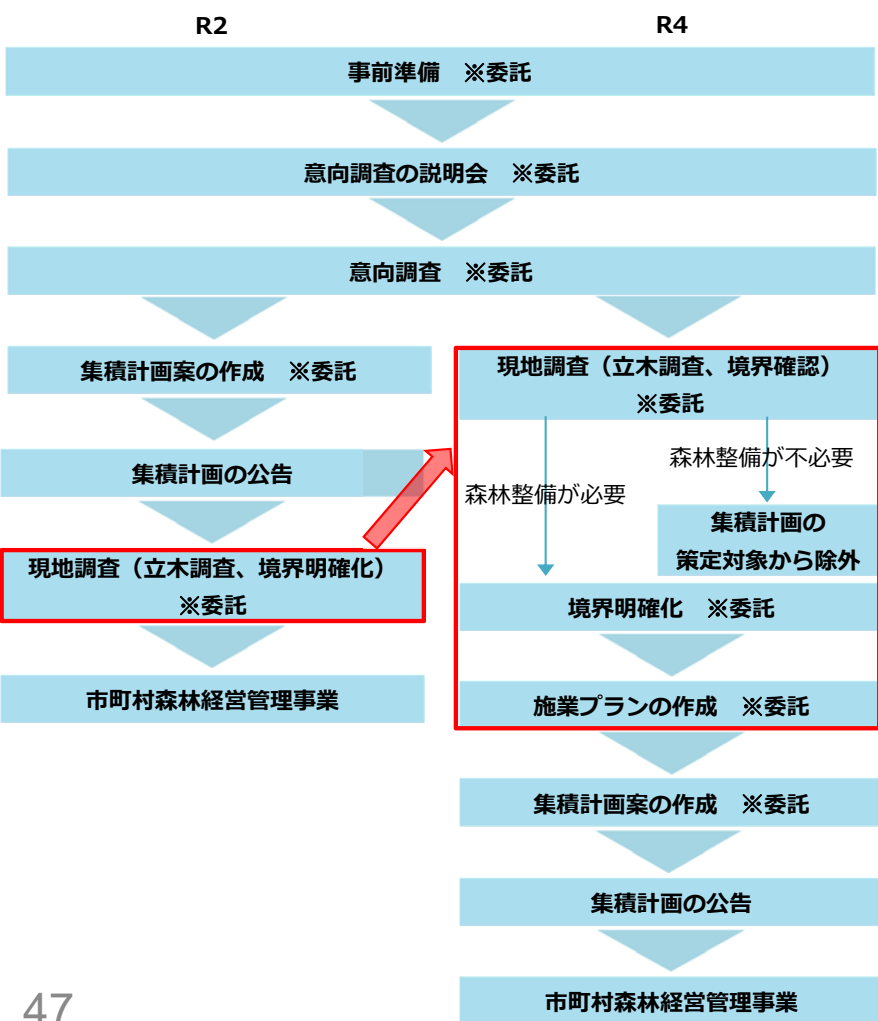 R2
R4
事前準備　※委託
意向調査の説明会　※委託
意向調査　※委託
集積計画案の作成　※委託
集積計画の公告
現地調査（立木調査、境界明確化）
※委託
市町村森林経営管理事業
現地調査（立木調査、境界確認）
※委託
森林整備が不必要
森林整備が必要
集積計画の
策定対象から除外
境界明確化　※委託
施業プランの作成　※委託
集積計画案の作成　※委託
集積計画の公告
市町村森林経営管理事業
47